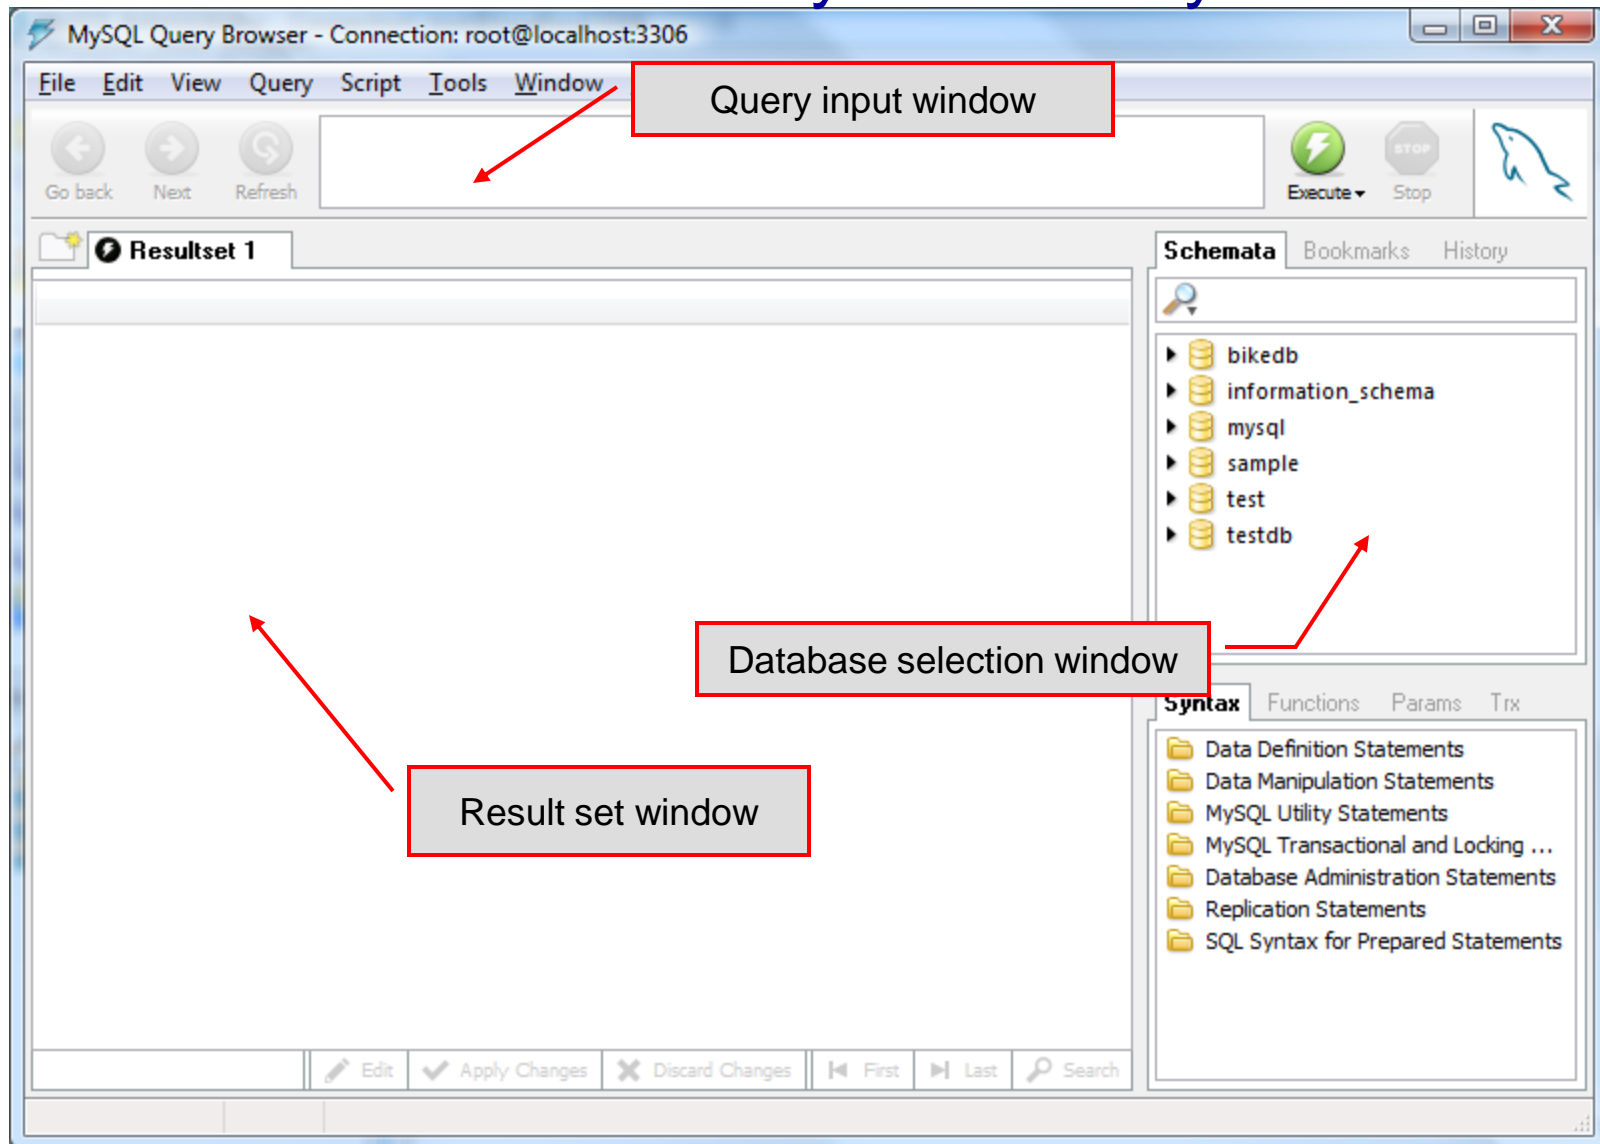 MySQL Query Browser - Connection: root@localhost:3306
File Edit View Query Script Tools Window
Query input window
Go back Next Refresh
Execute Stop
STOP
Resultset 1
Schemata Bookmarks History
bikedb
information_schema
mysql
sample
test
testdb
Database selection window
Result set window
Syntax Functions Params Trx
Data Definition Statements
Data Manipulation Statements
MySQL Utility Statements
MySQL Transactional and Locking ...
Database Administration Statements
Replication Statements
SQL Syntax for Prepared Statements
Edit Apply Changes Discard Changes First Last Search